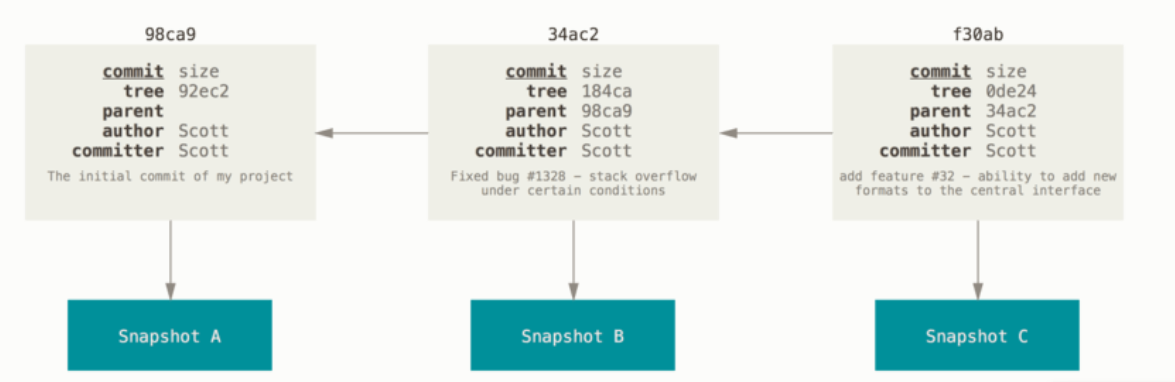 98ca9
commit size
tree 92ec2
parent
author Scott
committer Scott
The initial commit of my project
Snapshot A
34ac2
commit size
tree 184ca
parent 98ca9
author Scott
committer Scott
Fixed bug #1328 – stack overflow
under certain conditions
Snapshot B
f30ab
commit size
tree 0de24
parent 34ac2
author Scott
committer Scott
add feature #32 – ability to add new
formats to the central interface
Snapshot C